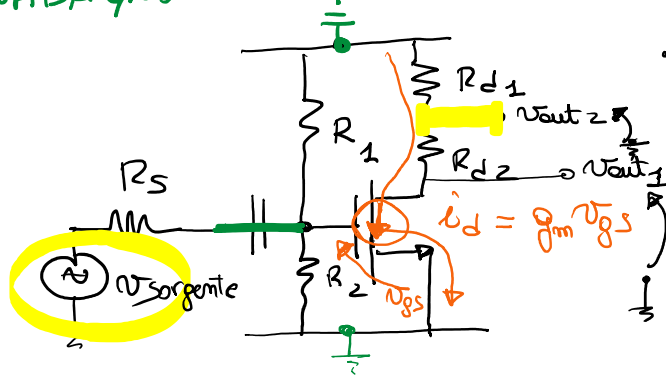 Rd1
Vout2
R1
Rd2
Vout1
Rs
id = gm vgs
Vsorgente
R2
vgs